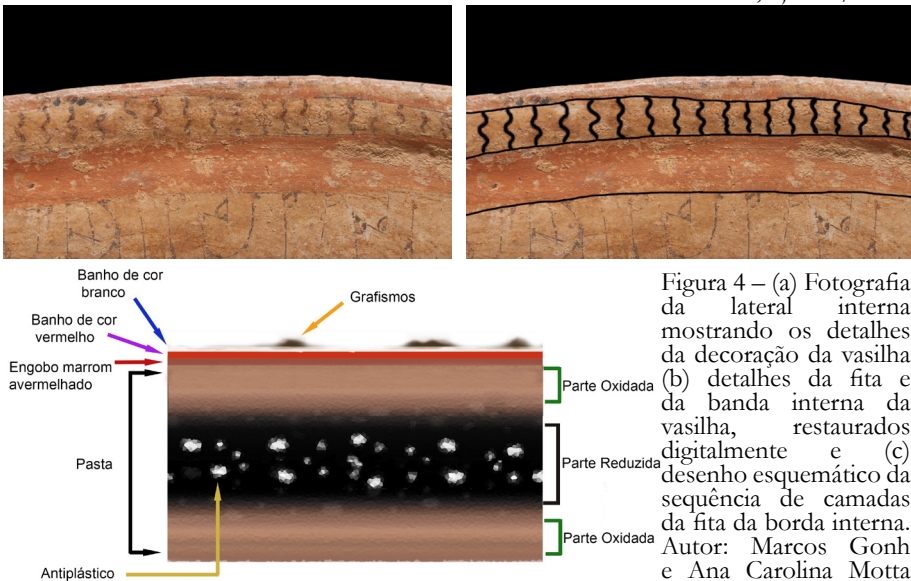 Banho de cor
branco
Grafismos
Banho de cor
vermelho
Engobo marrom
avermelhado
Parte Oxidada
Pasta
Parte Reduzida
Parte Oxidada
Antiplástico
Figura 4 – (a) Fotografia
da lateral interna
mostrando os detalhes
da decoração da vasilha
(b) detalhes da fita e
da banda interna da
vasilha, restaurados
digitalmente e (c)
desenho esquemático da
sequência de camadas
da fita da borda interna.
Autor: Marcos Gonh
e Ana Carolina Motta